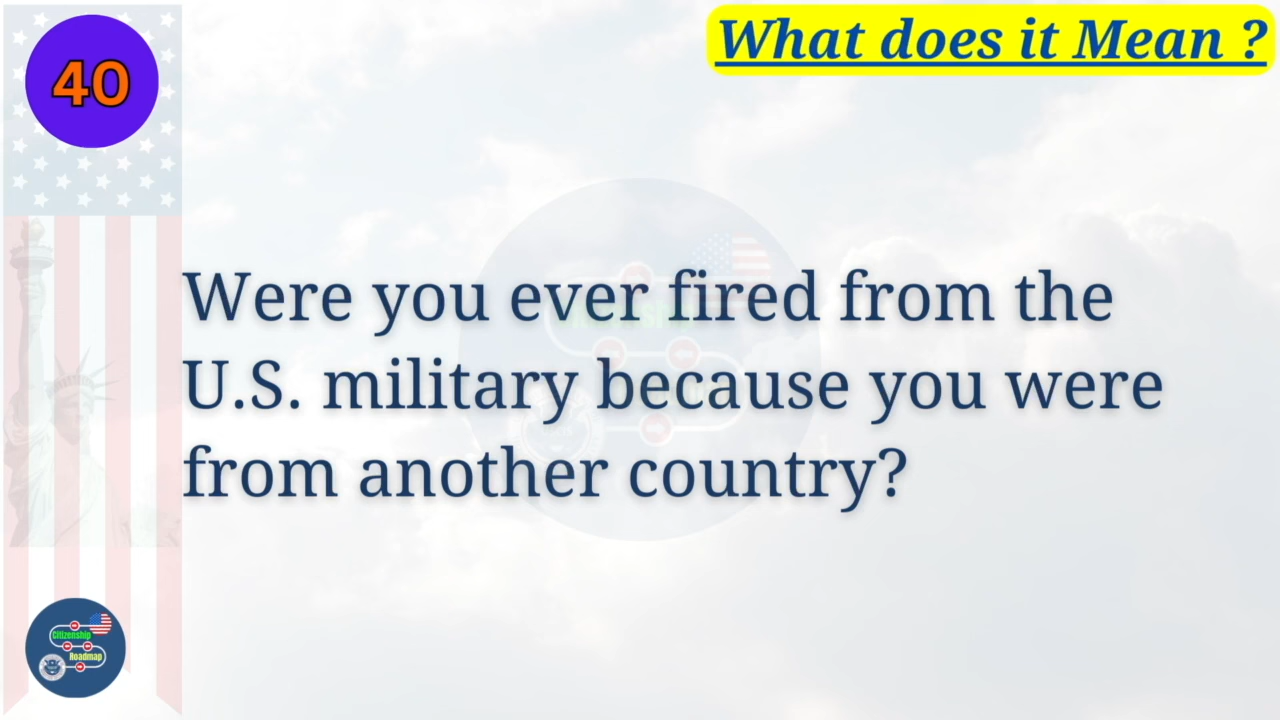 40
What does it Mean ?
Were you ever fired from the
U.S. military because you were
from another country?
Citizenship
Roadmap